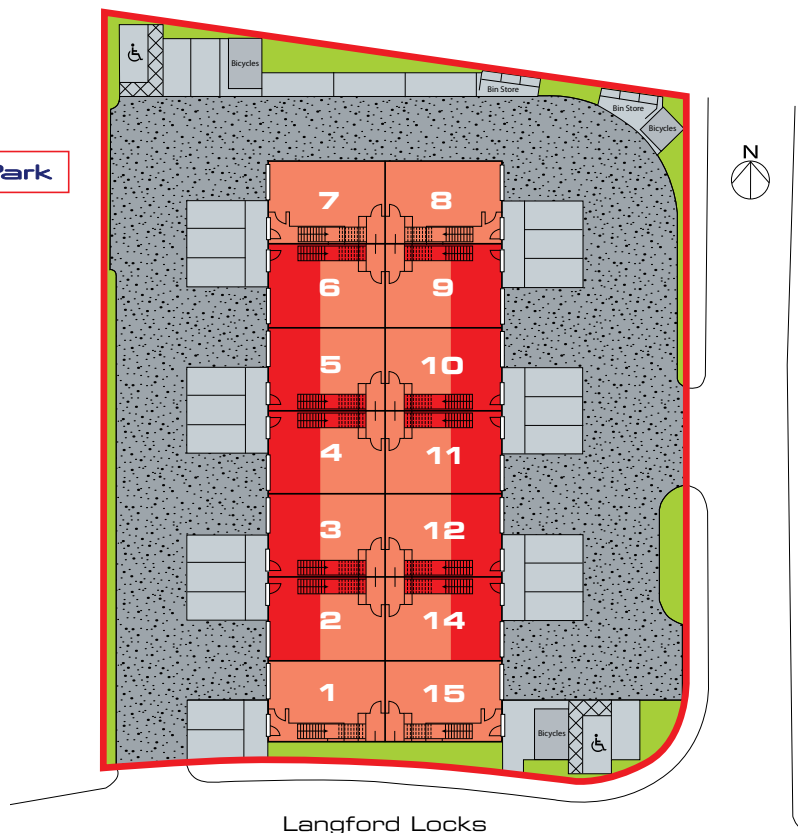 Bicycles
Bin Store
Bin Store
Bicycles
Park
N
7 8
6 9
5 10
4 11
3 12
2 14
1 15
Bicycles
Langford Locks